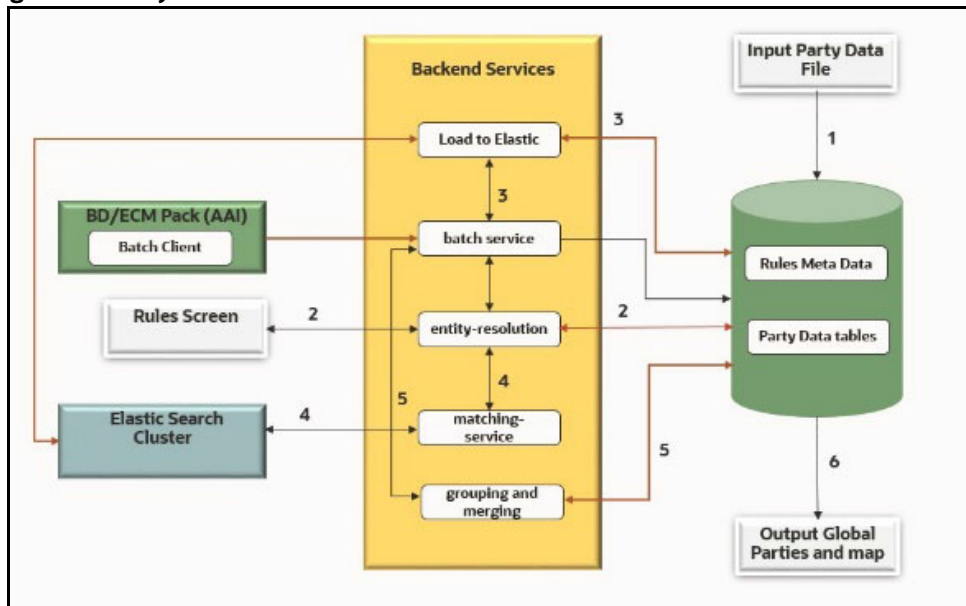 Backend Services
Input Party Data
File
Load to Elastic
3
1
3
BD/ECM Pack (AAI)
Batch Client
batch service
Rules Meta Data
Rules Screen
2
entity-resolution
2
Party Data tables
4
Elastic Search
Cluster
4
5
matching-
service
5
6
grouping and
merging
Output Global
Parties and map